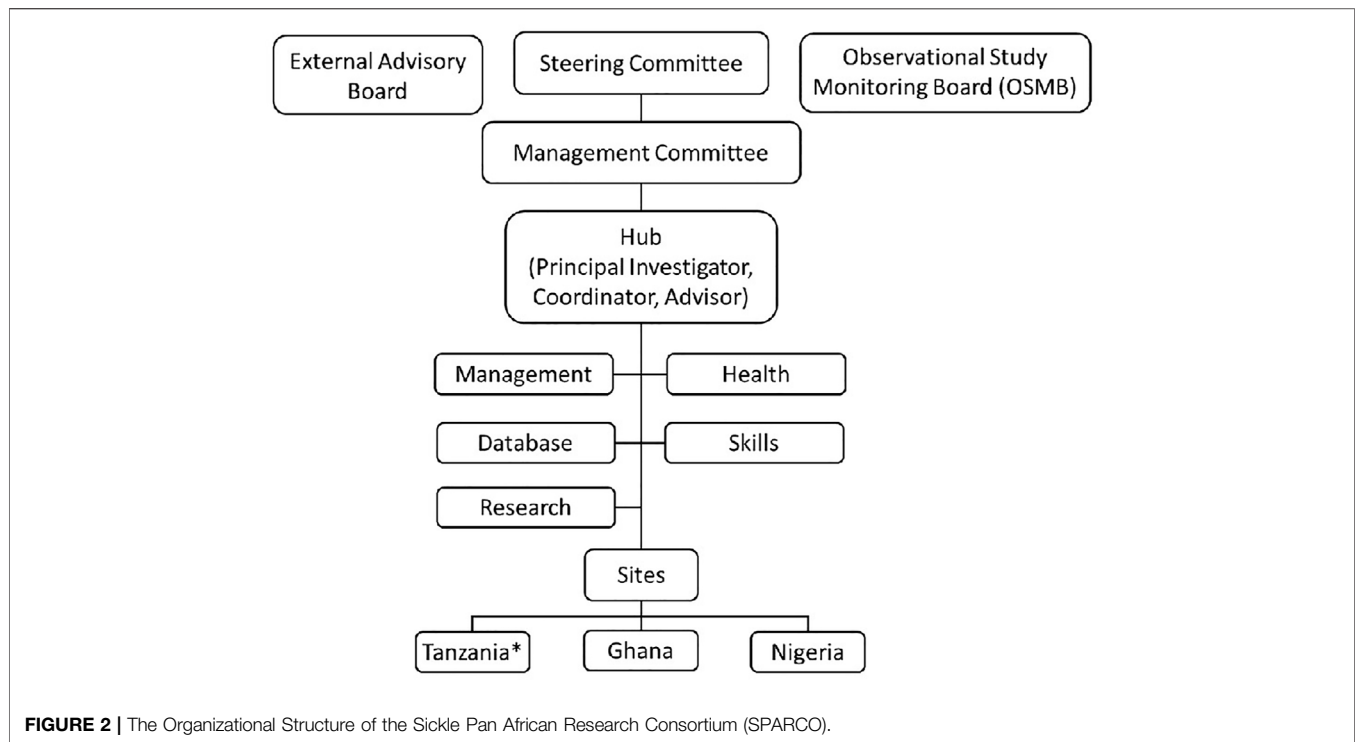 External Advisory
Board
Steering Committee
Observational Study
Monitoring Board (OSMB)
Management Committee
Hub
(Principal Investigator,
Coordinator, Advisor)
Management
Health
Database
Skills
Research
Sites
Tanzania*
Ghana
Nigeria
FIGURE 2 | The Organizational Structure of the Sickle Pan African Research Consortium (SPARCO).